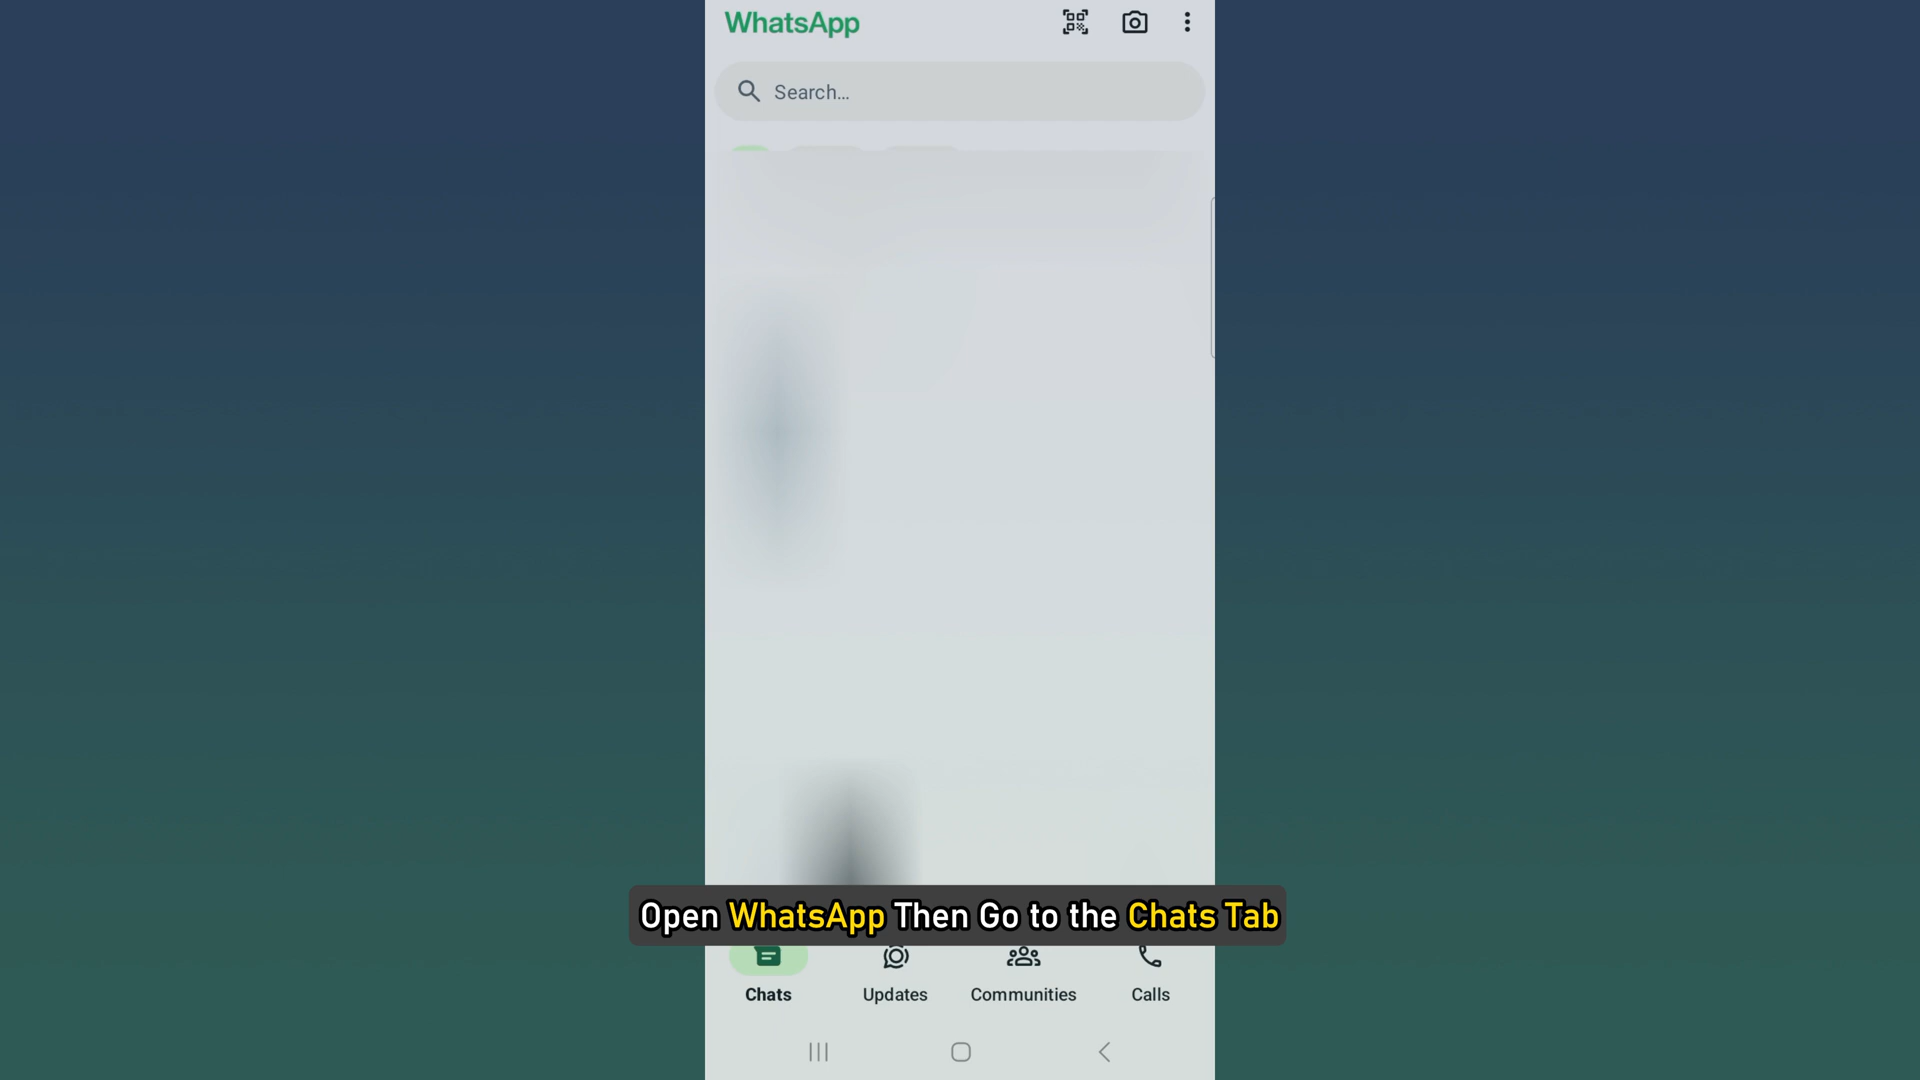 WhatsApp
Search...
Open WhatsApp Then Go to the Chats Tab
Chats
Updates
Communities
Calls